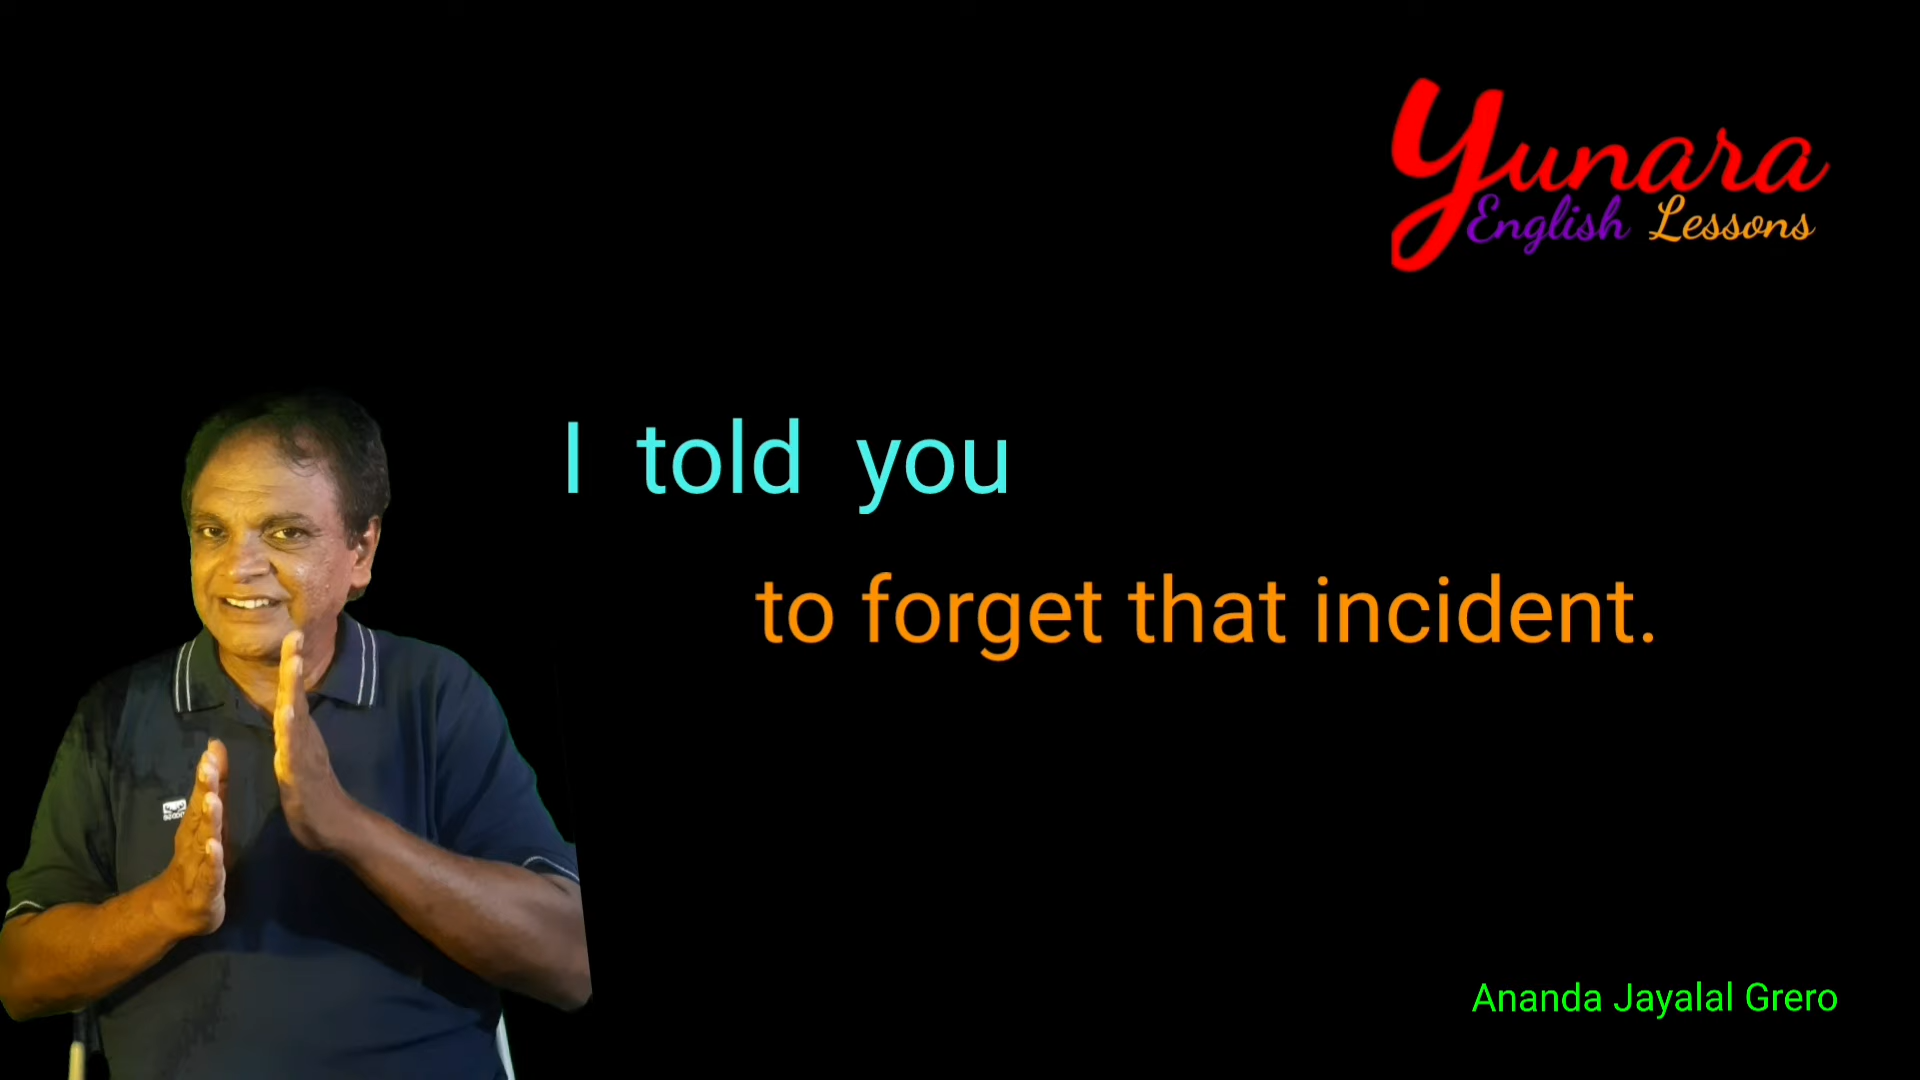 Yunara
English Lessons
I told you
to forget that incident.
Ananda Jayalal Grero